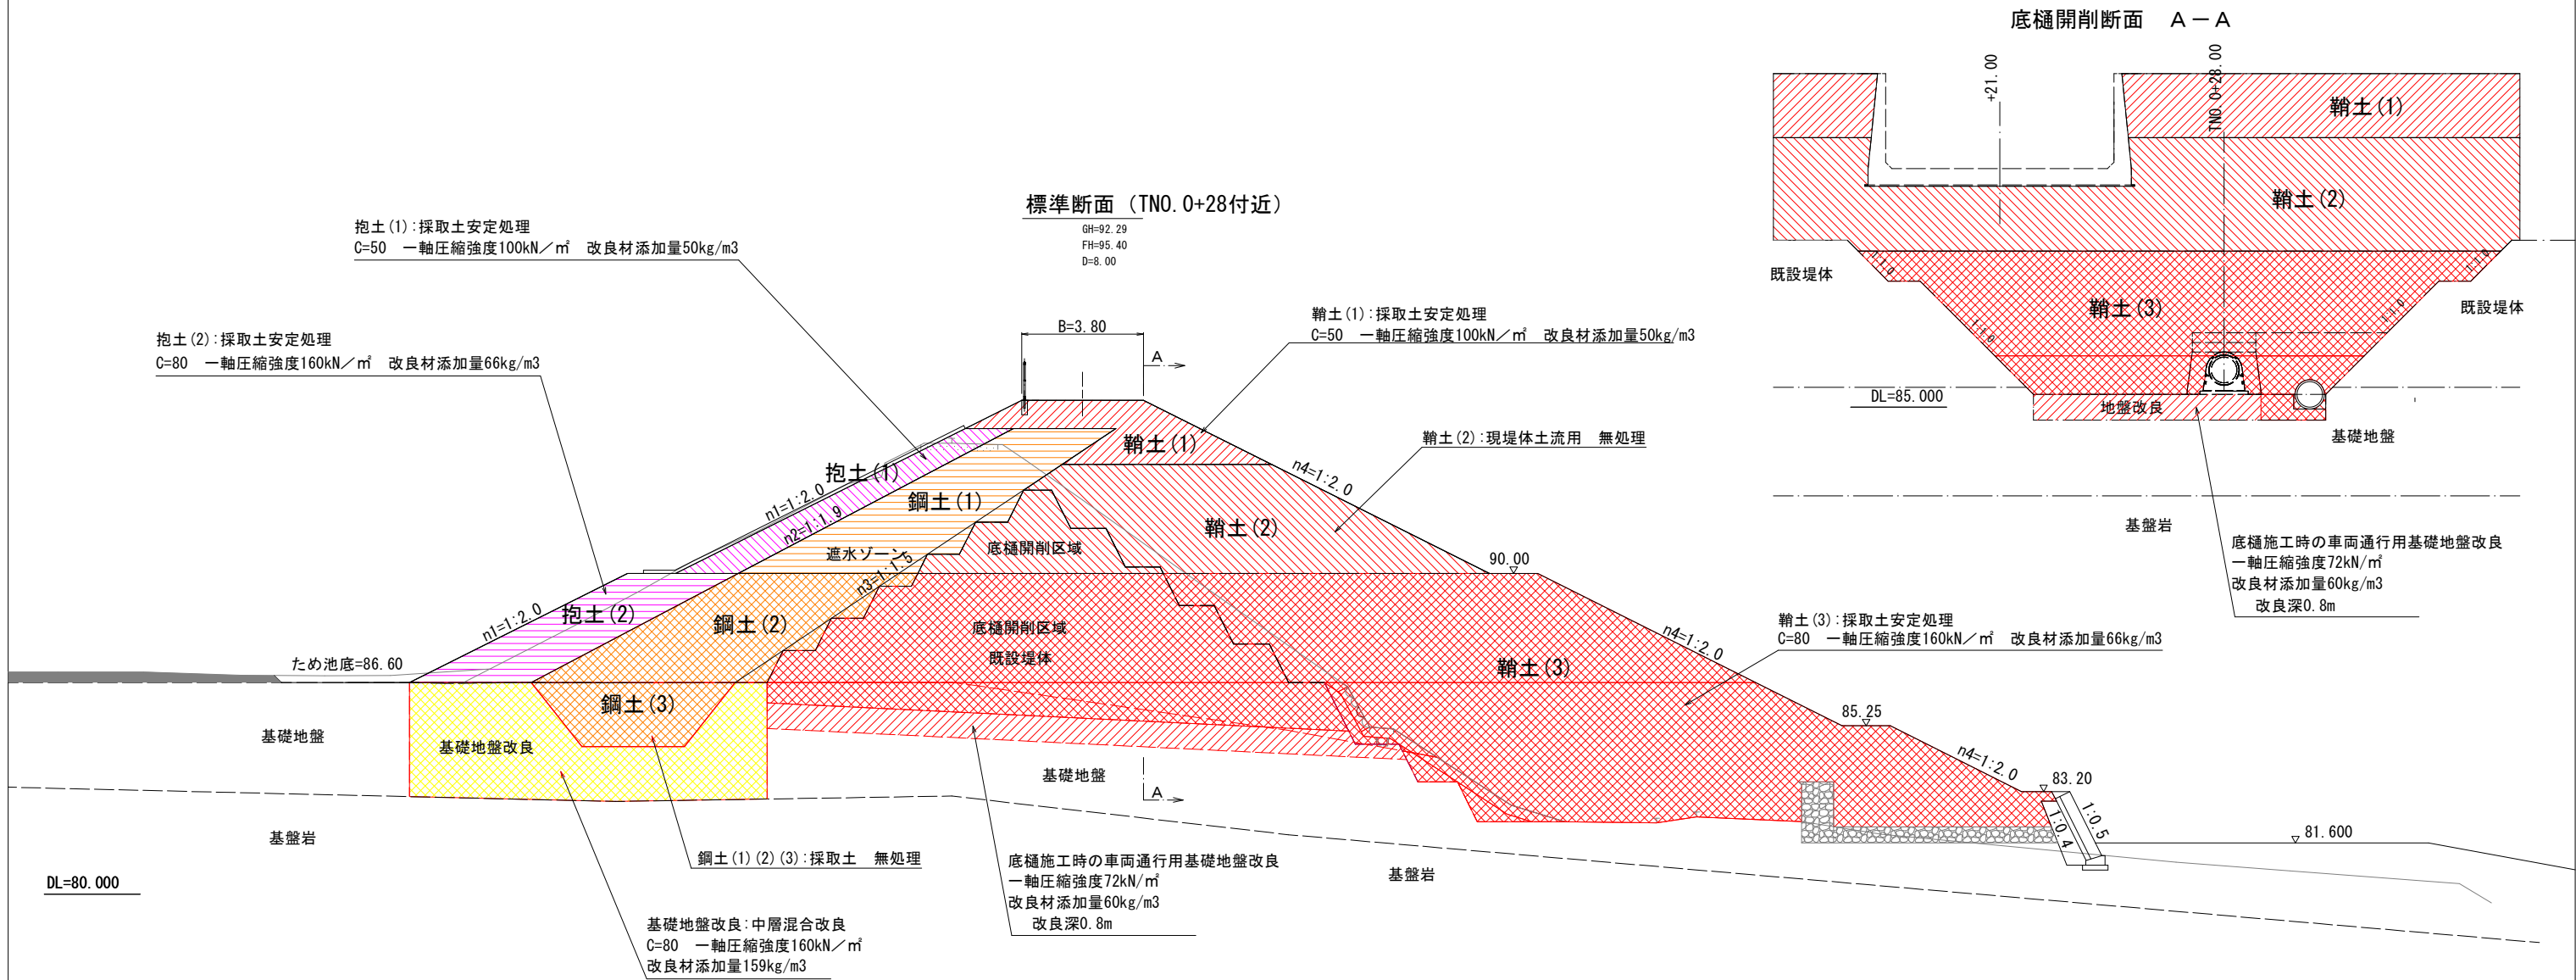 底樋開削断面　A－A
+21.00
TNO.0+28.00
鞘土(1)
鞘土(2)
既設堤体
1:1.0
1:1.0
鞘土(3)
既設堤体
1:1.0
1:1.0
DL=85.000
地盤改良
基礎地盤
基盤岩
底樋施工時の車両通行用基礎地盤改良
一軸圧縮強度72kN/㎡
改良材添加量60kg/m3
改良深0.8m
標準断面（TNO.0+28付近）
GH=92.29
FH=95.40
D=8.00
B=3.80
A
抱土(1):採取土安定処理
C=50　一軸圧縮強度100kN／㎡　改良材添加量50kg/m3
抱土(2):採取土安定処理
C=80　一軸圧縮強度160kN／㎡　改良材添加量66kg/m3
鞘土(1):採取土安定処理
C=50　一軸圧縮強度100kN／㎡　改良材添加量50kg/m3
鞘土(2):現堤体土流用　無処理
鞘土(1)
n4=1:2.0
抱土(1)
n1=1:2.0
鋼土(1)
n2=1:1.9
遮水ゾーン
n3=1:1.5
鞘土(2)
底樋開削区域
90.00
抱土(2)
n1=1:2.0
鋼土(2)
底樋開削区域
既設堤体
鞘土(3)
n4=1:2.0
鞘土(3):採取土安定処理
C=80　一軸圧縮強度160kN／㎡　改良材添加量66kg/m3
ため池底=86.60
鋼土(3)
基礎地盤
基礎地盤改良
基礎地盤
A
85.25
n4=1:2.0
83.20
1:0.5
1:0.4
81.600
基盤岩
基盤岩
DL=80.000
鋼土(1)(2)(3):採取土　無処理
底樋施工時の車両通行用基礎地盤改良
一軸圧縮強度72kN/㎡
改良材添加量60kg/m3
改良深0.8m
基礎地盤改良:中層混合改良
C=80　一軸圧縮強度160kN／㎡
改良材添加量159kg/m3